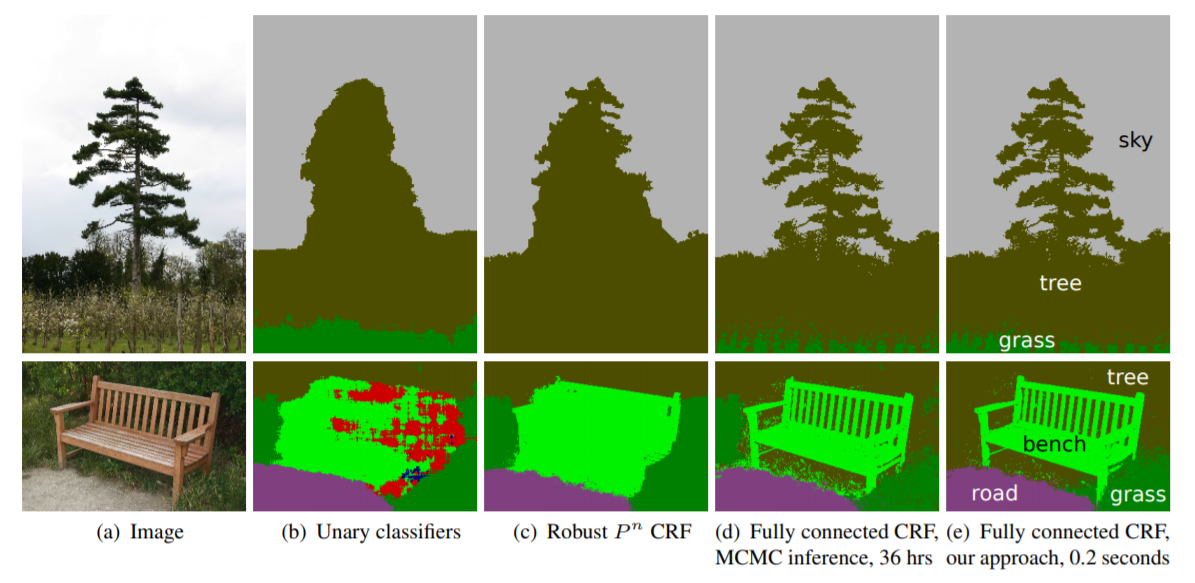 sky
tree
grass
tree
bench
road
grass
(a) Image
(b) Unary classifiers
(c) Robust Pⁿ CRF
(d) Fully connected CRF,
MCMC inference, 36 hrs
(e) Fully connected CRF,
our approach, 0.2 seconds